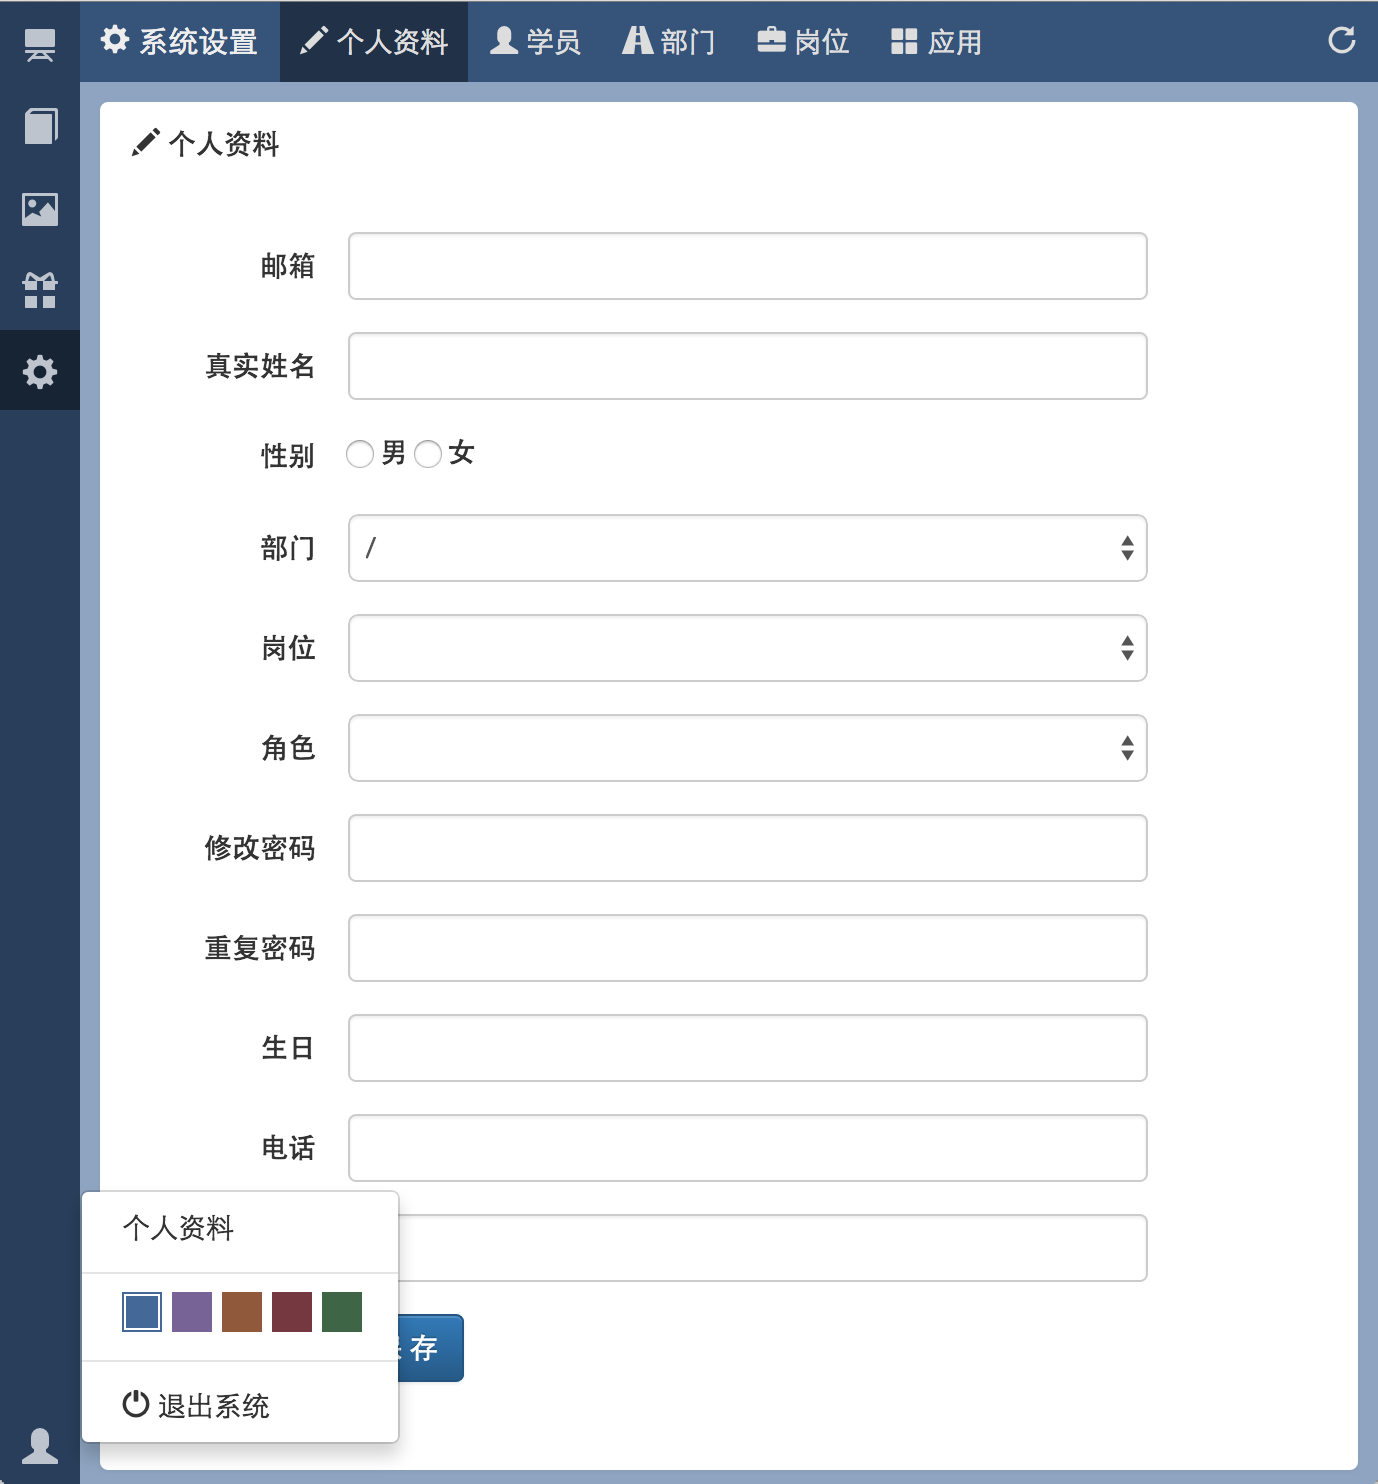 系统设置 个人资料 学员 部门 岗位 应用
个人资料
邮箱
真实姓名
性别 男 女
部门 /
岗位
角色
修改密码
重复密码
生日
电话
个人资料
存
退出系统